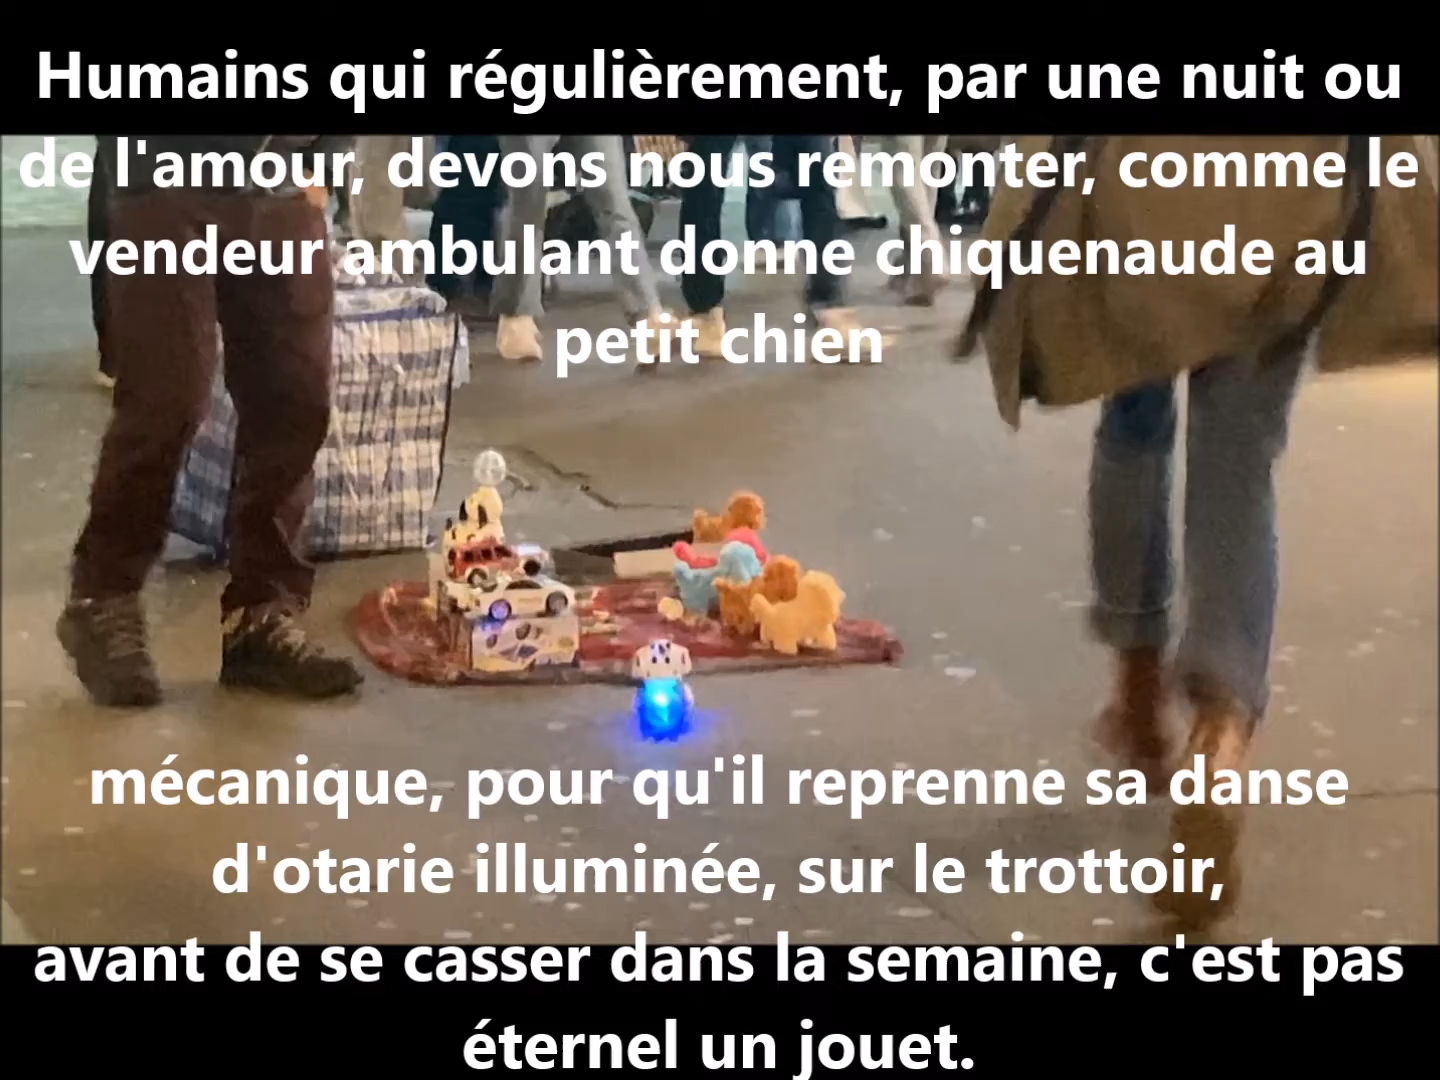 Humains qui régulièrement, par une nuit ou
de l'amour, devons nous remonter, comme le
vendeur ambulant donne chiquenaude au
petit chien
mécanique, pour qu'il reprenne sa danse
d'otarie illuminée, sur le trottoir,
avant de se casser dans la semaine, c'est pas
éternel un jouet.